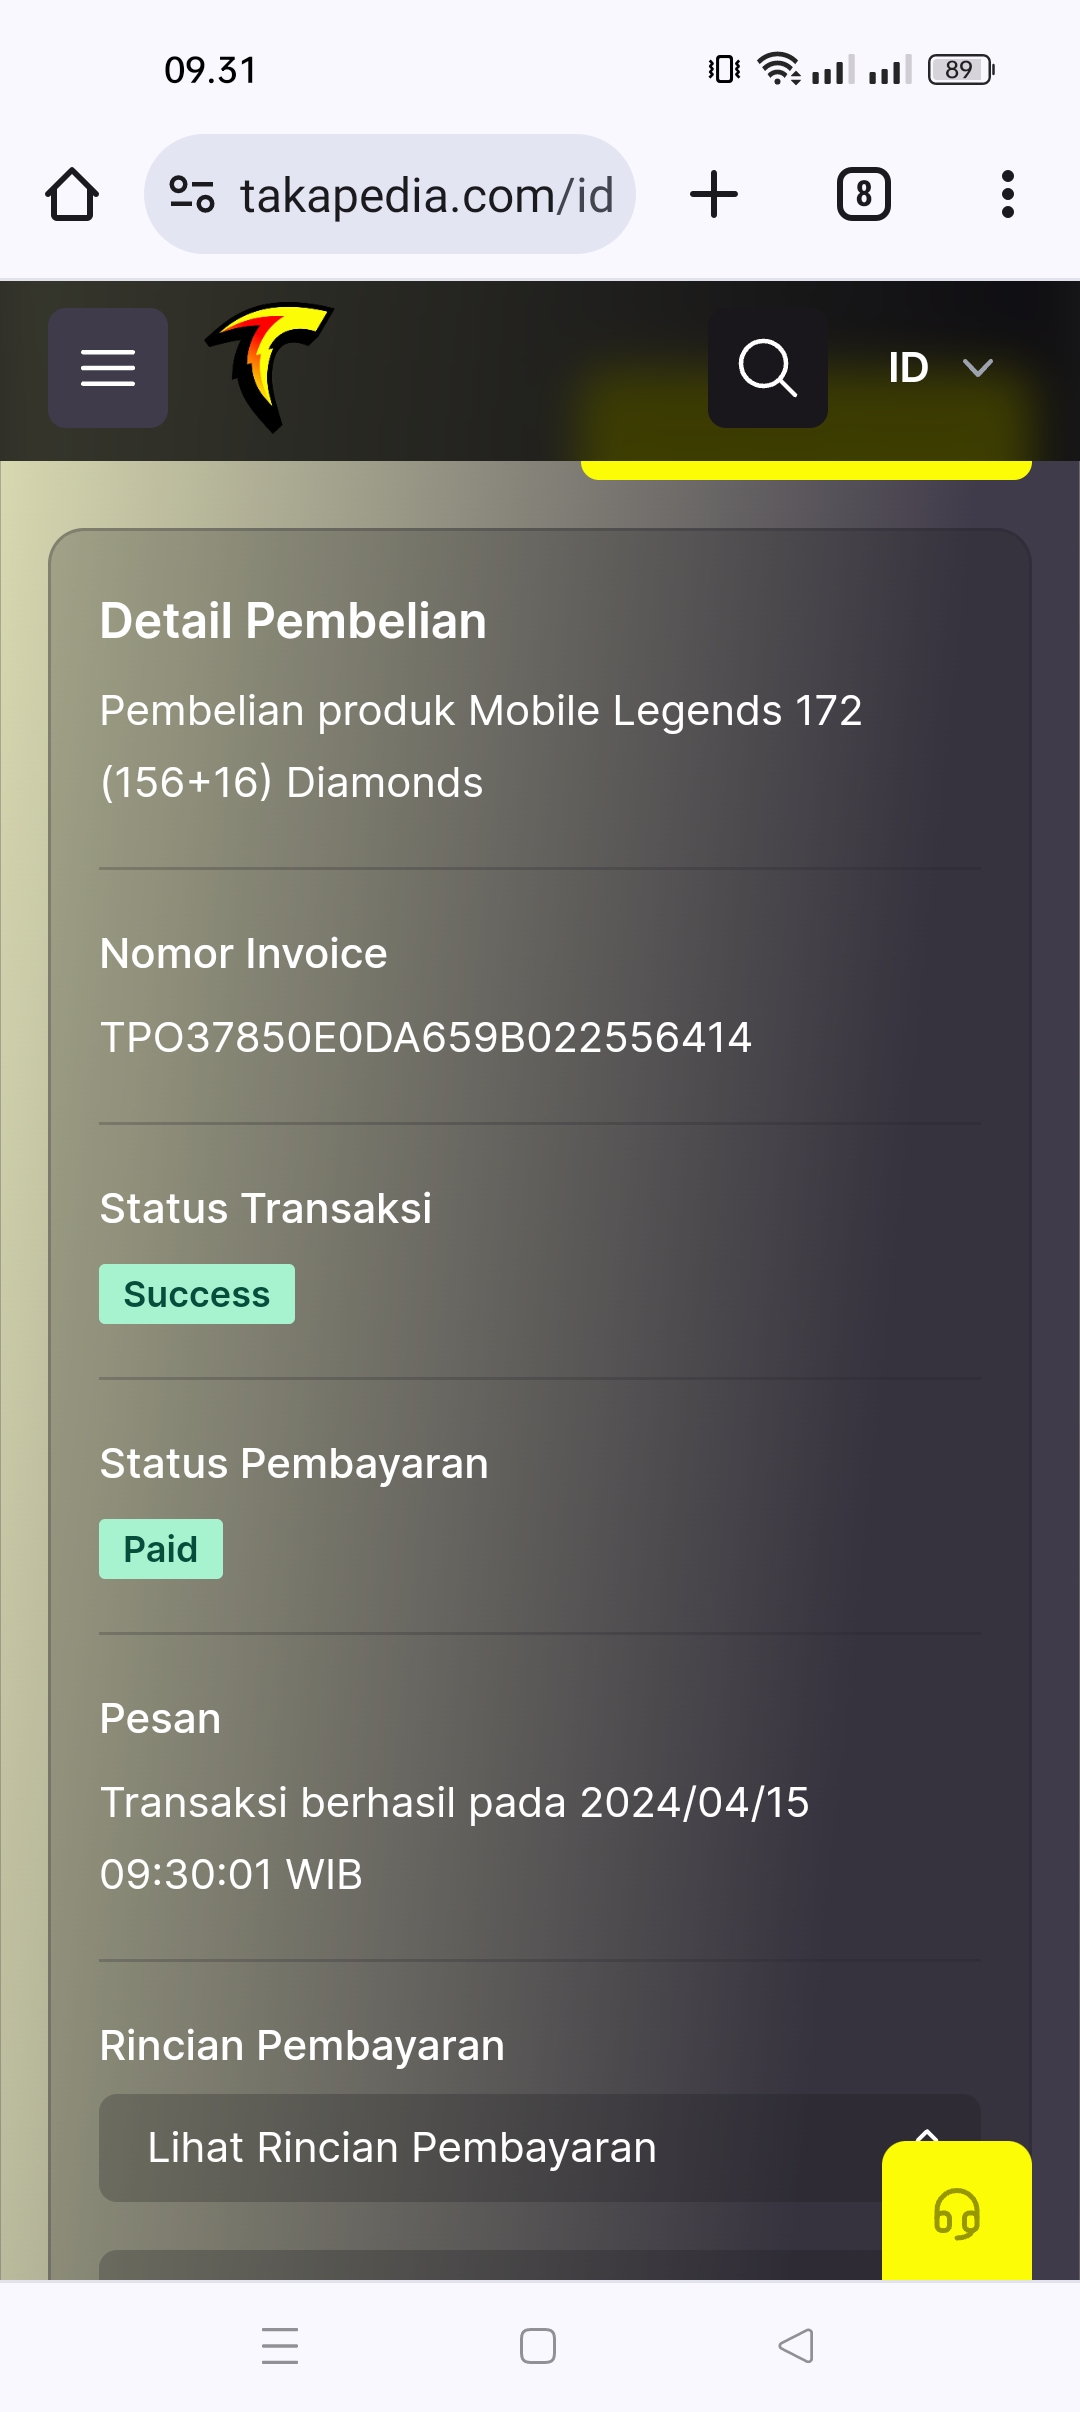 09.31
89
takapedia.com/id
8
ID
Detail Pembelian
Pembelian produk Mobile Legends 172
(156+16) Diamonds
Nomor Invoice
TPO37850E0DA659B022556414
Status Transaksi
Success
Status Pembayaran
Paid
Pesan
Transaksi berhasil pada 2024/04/15
09:30:01 WIB
Rincian Pembayaran
Lihat Rincian Pembayaran